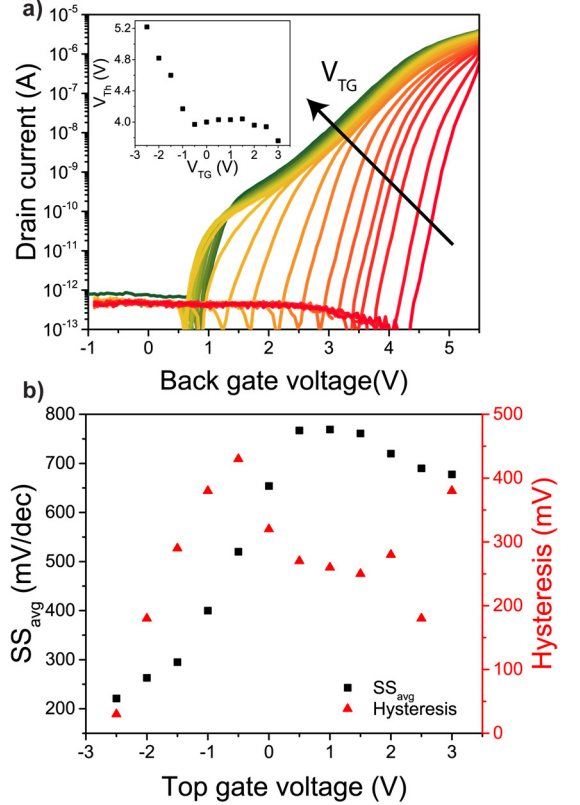 a)
Drain current (A)
10⁻⁵
10⁻⁶
10⁻⁷
10⁻⁸
10⁻⁹
10⁻¹⁰
10⁻¹¹
10⁻¹²
10⁻¹³
V_Th (V)
5.2
4.8
4.4
4.0
-3 -2 -1 0 1 2 3
V_TG (V)
V_TG
-1 0 1 2 3 4 5
Back gate voltage(V)
b)
SS_avg (mV/dec)
800
700
600
500
400
300
200
Hysteresis (mV)
500
400
300
200
100
0
SS_avg
Hysteresis
-3 -2 -1 0 1 2 3
Top gate voltage (V)